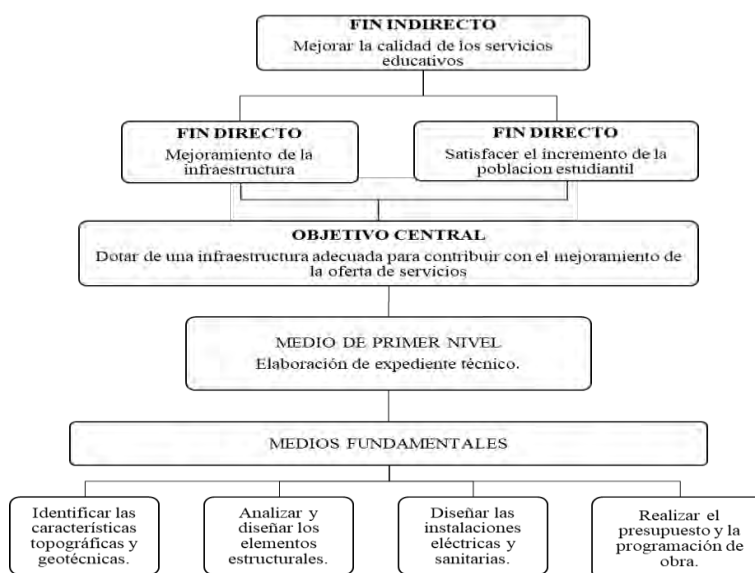 FIN INDIRECTO
Mejorar la calidad de los servicios
educativos
FIN DIRECTO
Mejoramiento de la
infraestructura
FIN DIRECTO
Satisfacer el incremento de la
poblacion estudiantil
OBJETIVO CENTRAL
Dotar de una infraestructura adecuada para contribuir con el mejoramiento de
la oferta de servicios
MEDIO DE PRIMER NIVEL
Elaboración de expediente técnico.
MEDIOS FUNDAMENTALES
Identificar las
características
topográficas y
geotécnicas.
Analizar y
diseñar los
elementos
estructurales.
Diseñar las
instalaciones
eléctricas y
sanitarias.
Realizar el
presupuesto y la
programación de
obra.